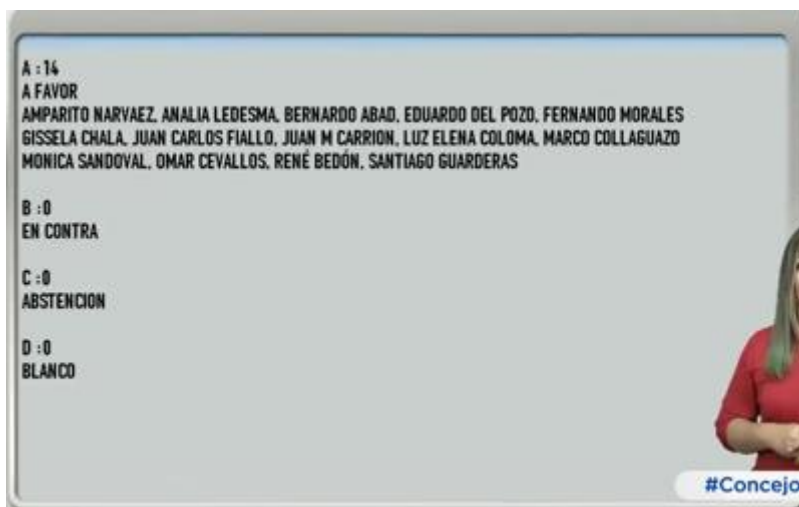 A :14
A FAVOR
AMPARITO NARVAEZ, ANALIA LEDESMA, BERNARDO ABAD, EDUARDO DEL POZO, FERNANDO MORALES
GISSELA CHALA, JUAN CARLOS FIALLO, JUAN M CARRION, LUZ ELENA COLOMA, MARCO COLLAGUAZO
MONICA SANDOVAL, OMAR CEVALLOS, RENÉ BEDÓN, SANTIAGO GUARDERAS
B :0
EN CONTRA
C :0
ABSTENCION
D :0
BLANCO
#Concejo